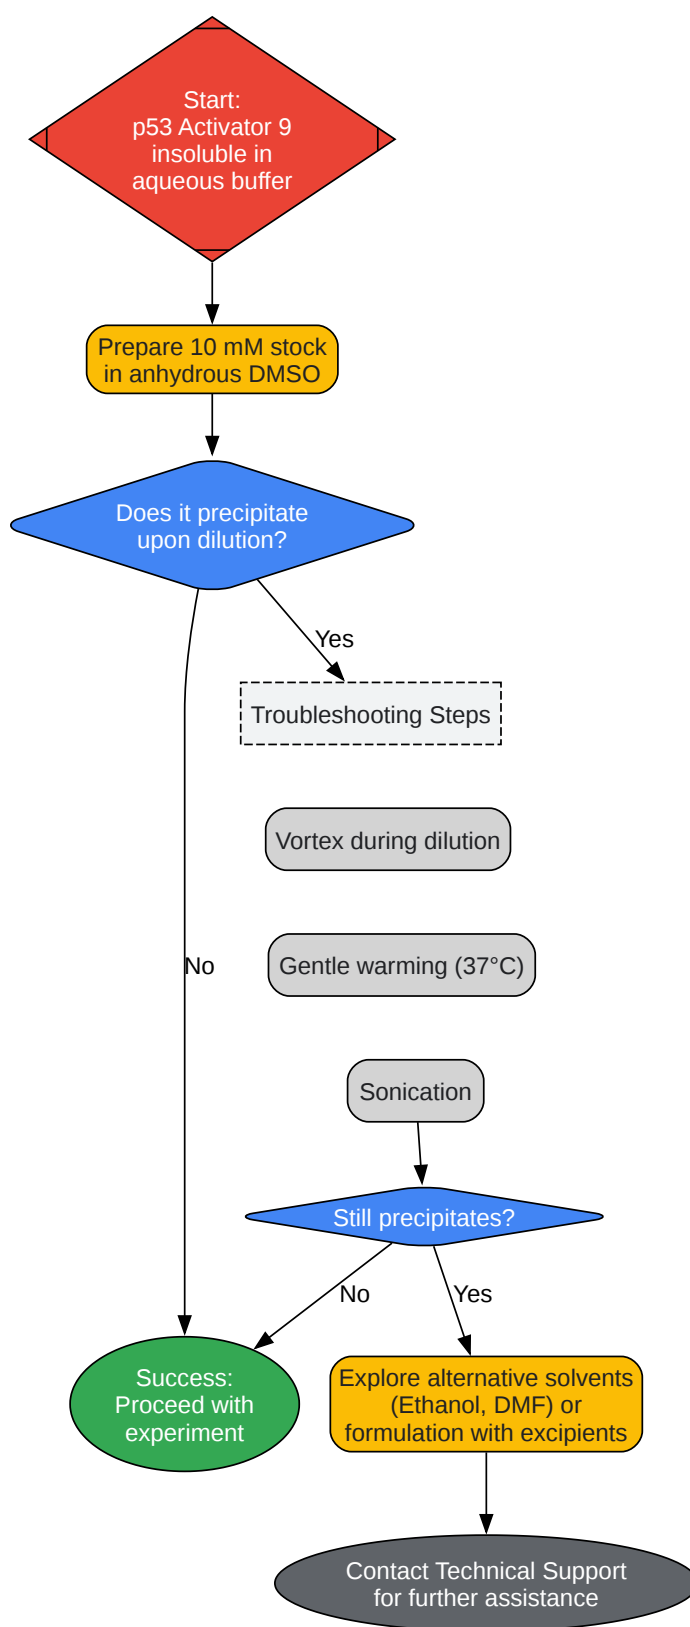 Start:
p53 Activator 9
insoluble in
aqueous buffer
Prepare 10 mM stock
in anhydrous DMSO
Does it precipitate
upon dilution?
Yes
Troubleshooting Steps
Vortex during dilution
No
Gentle warming (37°C)
Sonication
Still precipitates?
No
Yes
Success:
Proceed with
experiment
Explore alternative solvents
(Ethanol, DMF) or
formulation with excipients
Contact Technical Support
for further assistance